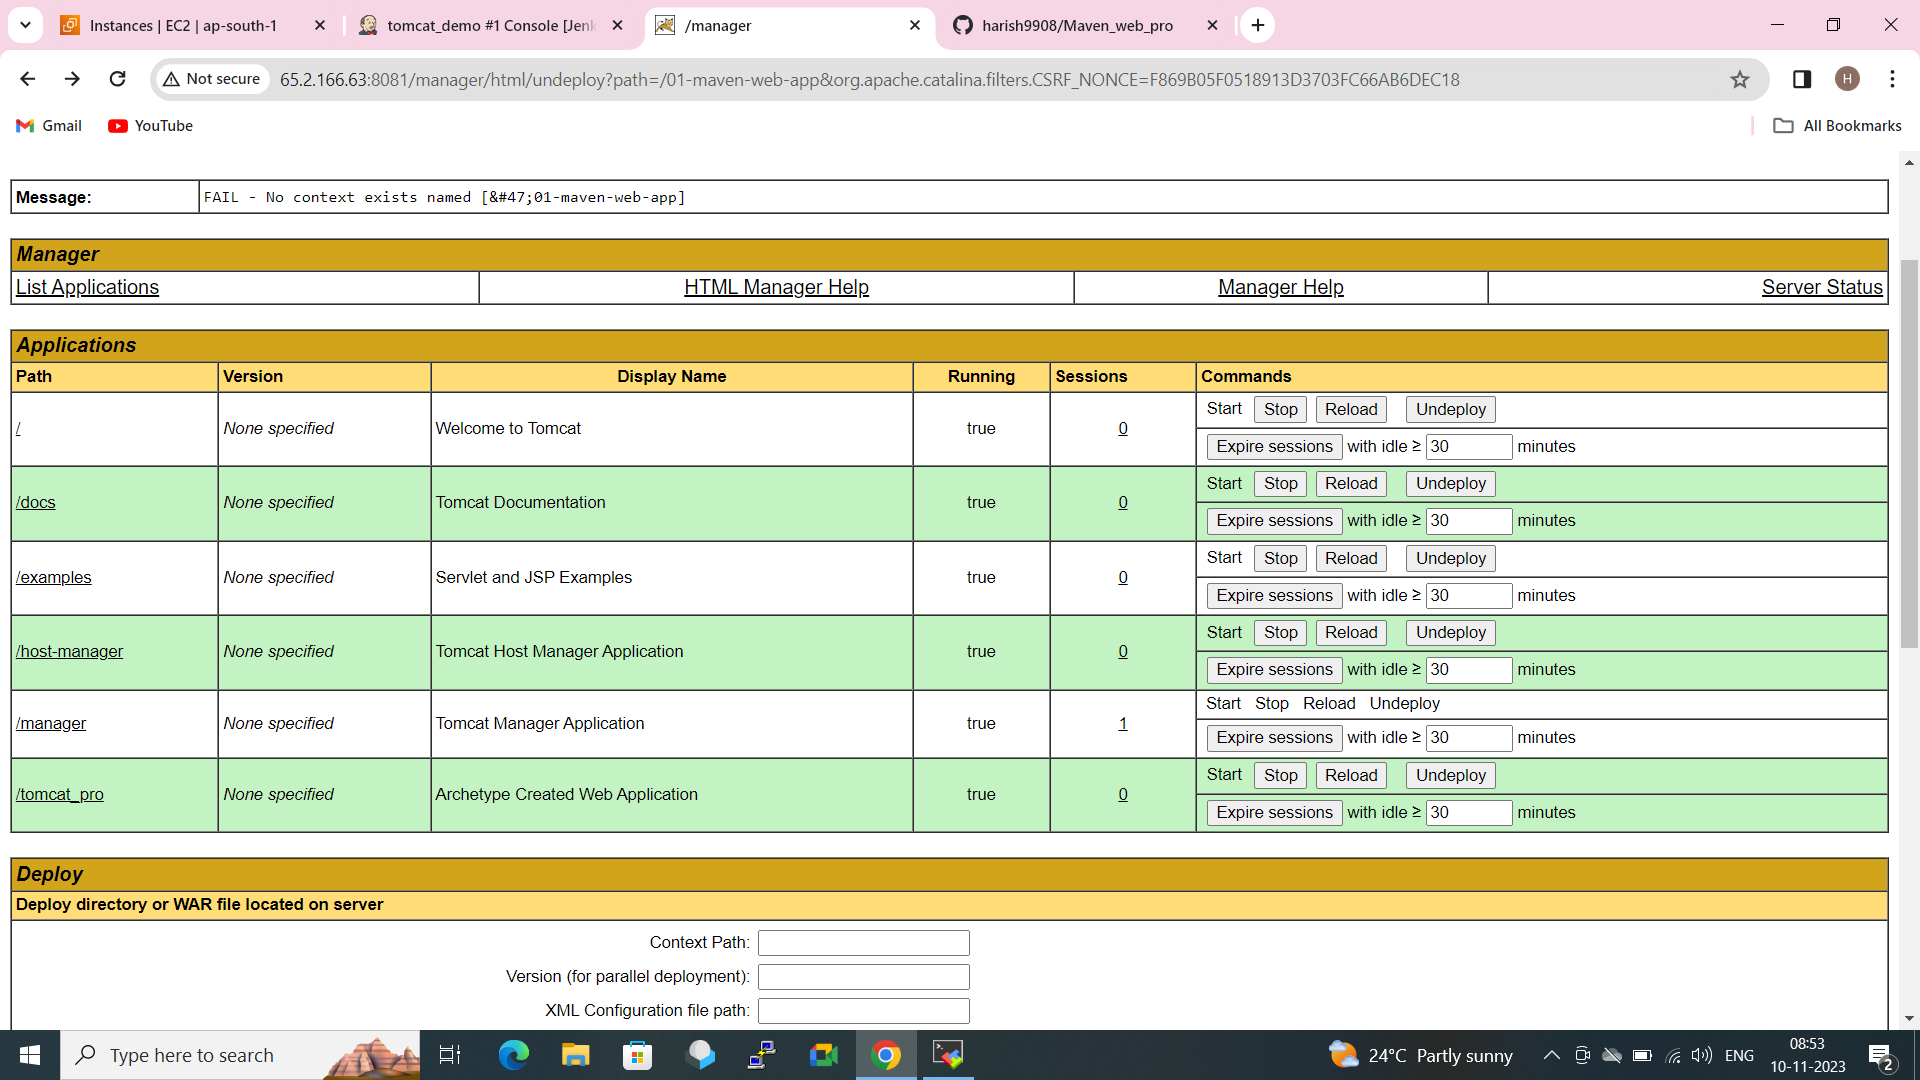 Instances | EC2 | ap-south-1
tomcat_demo #1 Console [Jenk
/manager
harish9908/Maven_web_pro
Not secure
65.2.166.63:8081/manager/html/undeploy?path=/01-maven-web-app&org.apache.catalina.filters.CSRF_NONCE=F869B05F0518913D3703FC66AB6DEC18
H
Gmail
YouTube
All Bookmarks
Message:
FAIL - No context exists named [&#47;01-maven-web-app]
Manager
List Applications
HTML Manager Help
Manager Help
Server Status
Applications
Path
Version
Display Name
Running
Sessions
Commands
/
None specified
Welcome to Tomcat
true
0
Start Stop Reload Undeploy
Expire sessions with idle ≥ 30 minutes
/docs
None specified
Tomcat Documentation
true
0
Start Stop Reload Undeploy
Expire sessions with idle ≥ 30 minutes
/examples
None specified
Servlet and JSP Examples
true
0
Start Stop Reload Undeploy
Expire sessions with idle ≥ 30 minutes
/host-manager
None specified
Tomcat Host Manager Application
true
0
Start Stop Reload Undeploy
Expire sessions with idle ≥ 30 minutes
/manager
None specified
Tomcat Manager Application
true
1
Start Stop Reload Undeploy
Expire sessions with idle ≥ 30 minutes
/tomcat_pro
None specified
Archetype Created Web Application
true
0
Start Stop Reload Undeploy
Expire sessions with idle ≥ 30 minutes
Deploy
Deploy directory or WAR file located on server
Context Path:
Version (for parallel deployment):
XML Configuration file path:
Type here to search
24°C Partly sunny
ENG
08:53
10-11-2023
2